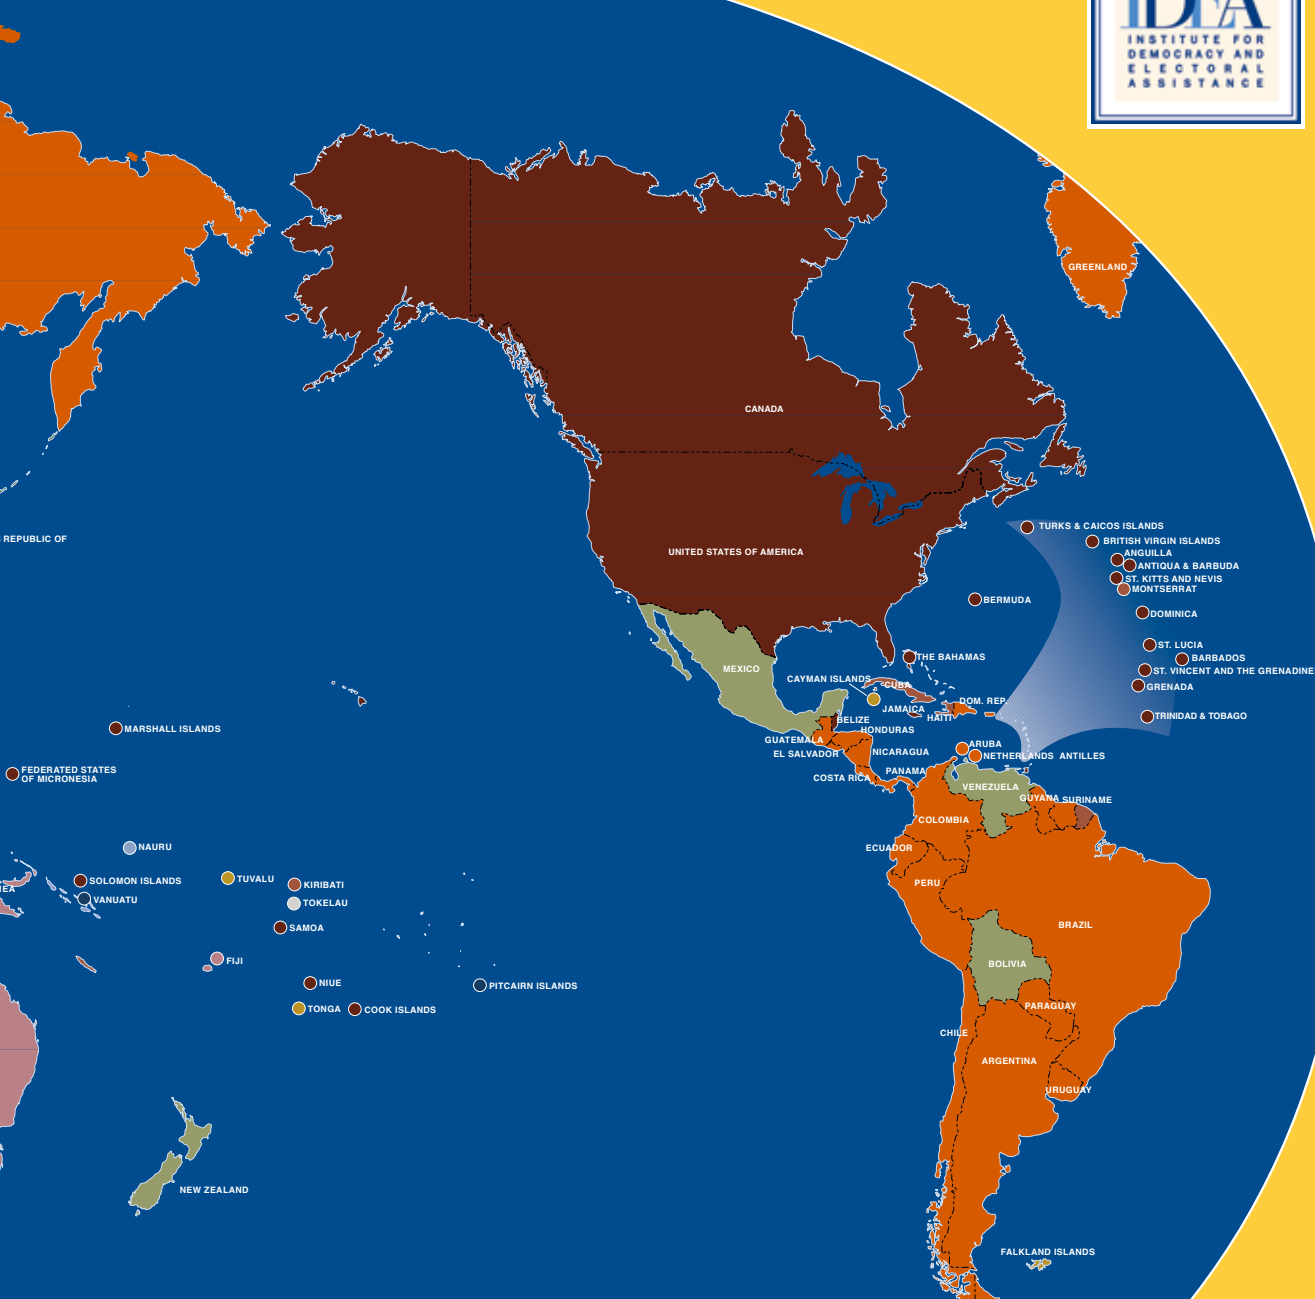 IDEA
INSTITUTE FOR
DEMOCRACY AND
ELECTORAL
ASSISTANCE
GREENLAND
CANADA
REPUBLIC OF
TURKS & CAICOS ISLANDS
BRITISH VIRGIN ISLANDS
ANGUILLA
ANTIQUA & BARBUDA
ST. KITTS AND NEVIS
MONTSERRAT
UNITED STATES OF AMERICA
BERMUDA
DOMINICA
ST. LUCIA
BARBADOS
ST. VINCENT AND THE GRENADINE
GRENADA
TRINIDAD & TOBAGO
THE BAHAMAS
MEXICO
CAYMAN ISLANDS
CUBA
JAMAICA
DOM. REP.
HAITI
BELIZE
HONDURAS
GUATEMALA
EL SALVADOR
NICARAGUA
ARUBA
NETHERLANDS ANTILLES
COSTA RICA
PANAMA
VENEZUELA
GUYANA
SURINAME
COLOMBIA
ECUADOR
PERU
BRAZIL
BOLIVIA
PARAGUAY
CHILE
ARGENTINA
URUGUAY
FALKLAND ISLANDS
MARSHALL ISLANDS
FEDERATED STATES
OF MICRONESIA
NAURU
SOLOMON ISLANDS
EA
VANUATU
TUVALU
KIRIBATI
TOKELAU
SAMOA
FIJI
NIUE
PITCAIRN ISLANDS
TONGA
COOK ISLANDS
NEW ZEALAND